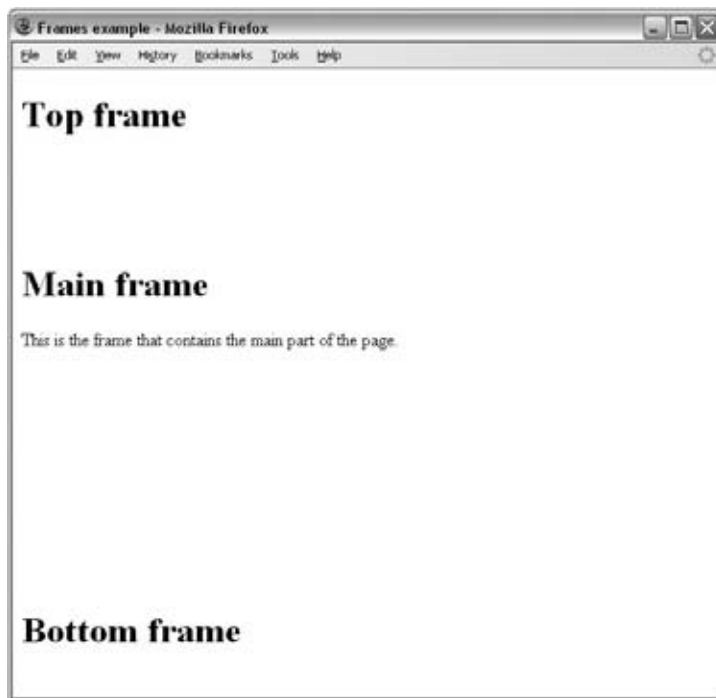 Frames example - Mozilla Firefox
File Edit View History Bookmarks Tools Help
Top frame
Main frame
This is the frame that contains the main part of the page.
Bottom frame